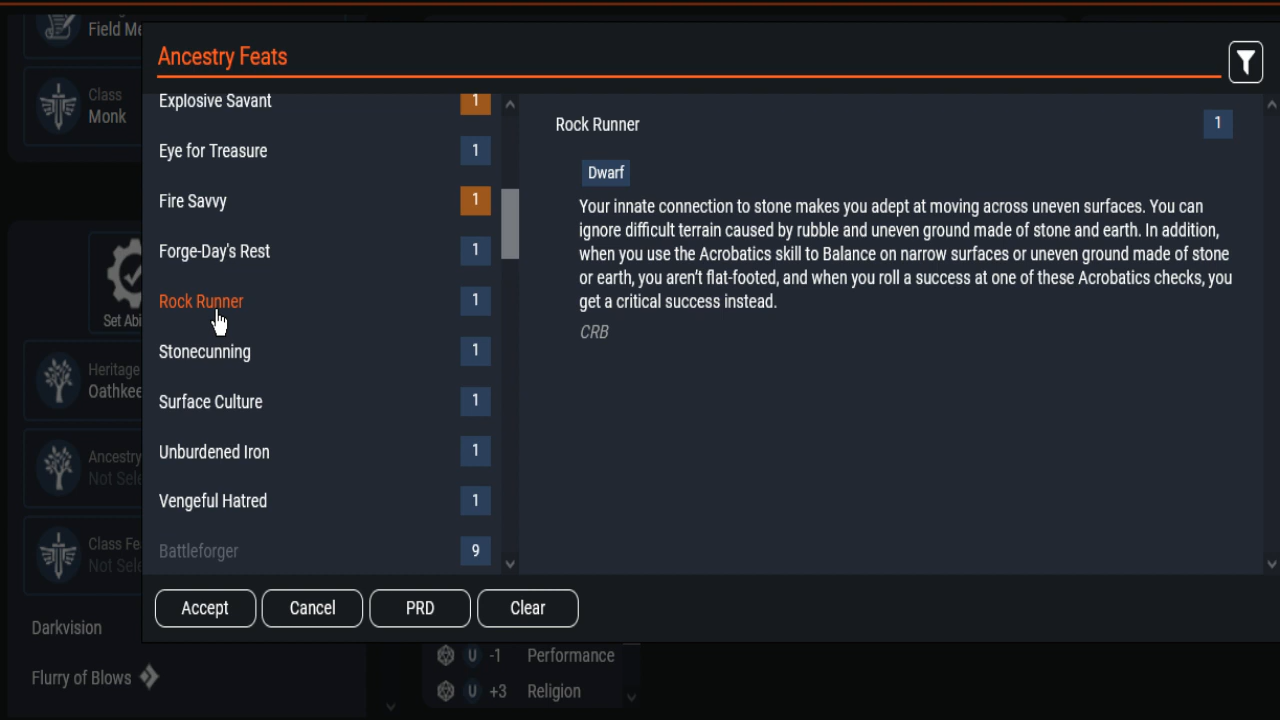 Field Me
Class
Monk
Set Abi
Heritage
Oathkee
Ancestry
Not Sele
Class Fe
Not Sele
Darkvision
Flurry of Blows
Ancestry Feats
Explosive Savant 1
Eye for Treasure 1
Fire Savvy 1
Forge-Day's Rest 1
Rock Runner 1
Stonecunning 1
Surface Culture 1
Unburdened Iron 1
Vengeful Hatred 1
Battleforger 9
Rock Runner 1
Dwarf
Your innate connection to stone makes you adept at moving across uneven surfaces. You can
ignore difficult terrain caused by rubble and uneven ground made of stone and earth. In addition,
when you use the Acrobatics skill to Balance on narrow surfaces or uneven ground made of stone
or earth, you aren't flat-footed, and when you roll a success at one of these Acrobatics checks, you
get a critical success instead.
CRB
Accept Cancel PRD Clear
U -1 Performance
U +3 Religion